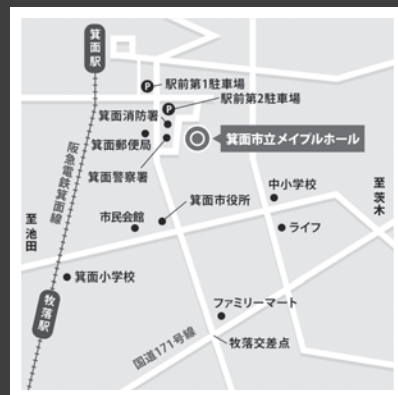 箕面駅
駅前第1駐車場
駅前第2駐車場
箕面消防署
箕面郵便局
箕面市立メイプルホール
箕面警察署
阪急電鉄箕面線
中小学校
至茨木
箕面市役所
市民会館
至池田
ライフ
箕面小学校
牧落駅
ファミリーマート
国道171号線
牧落交差点
P
P